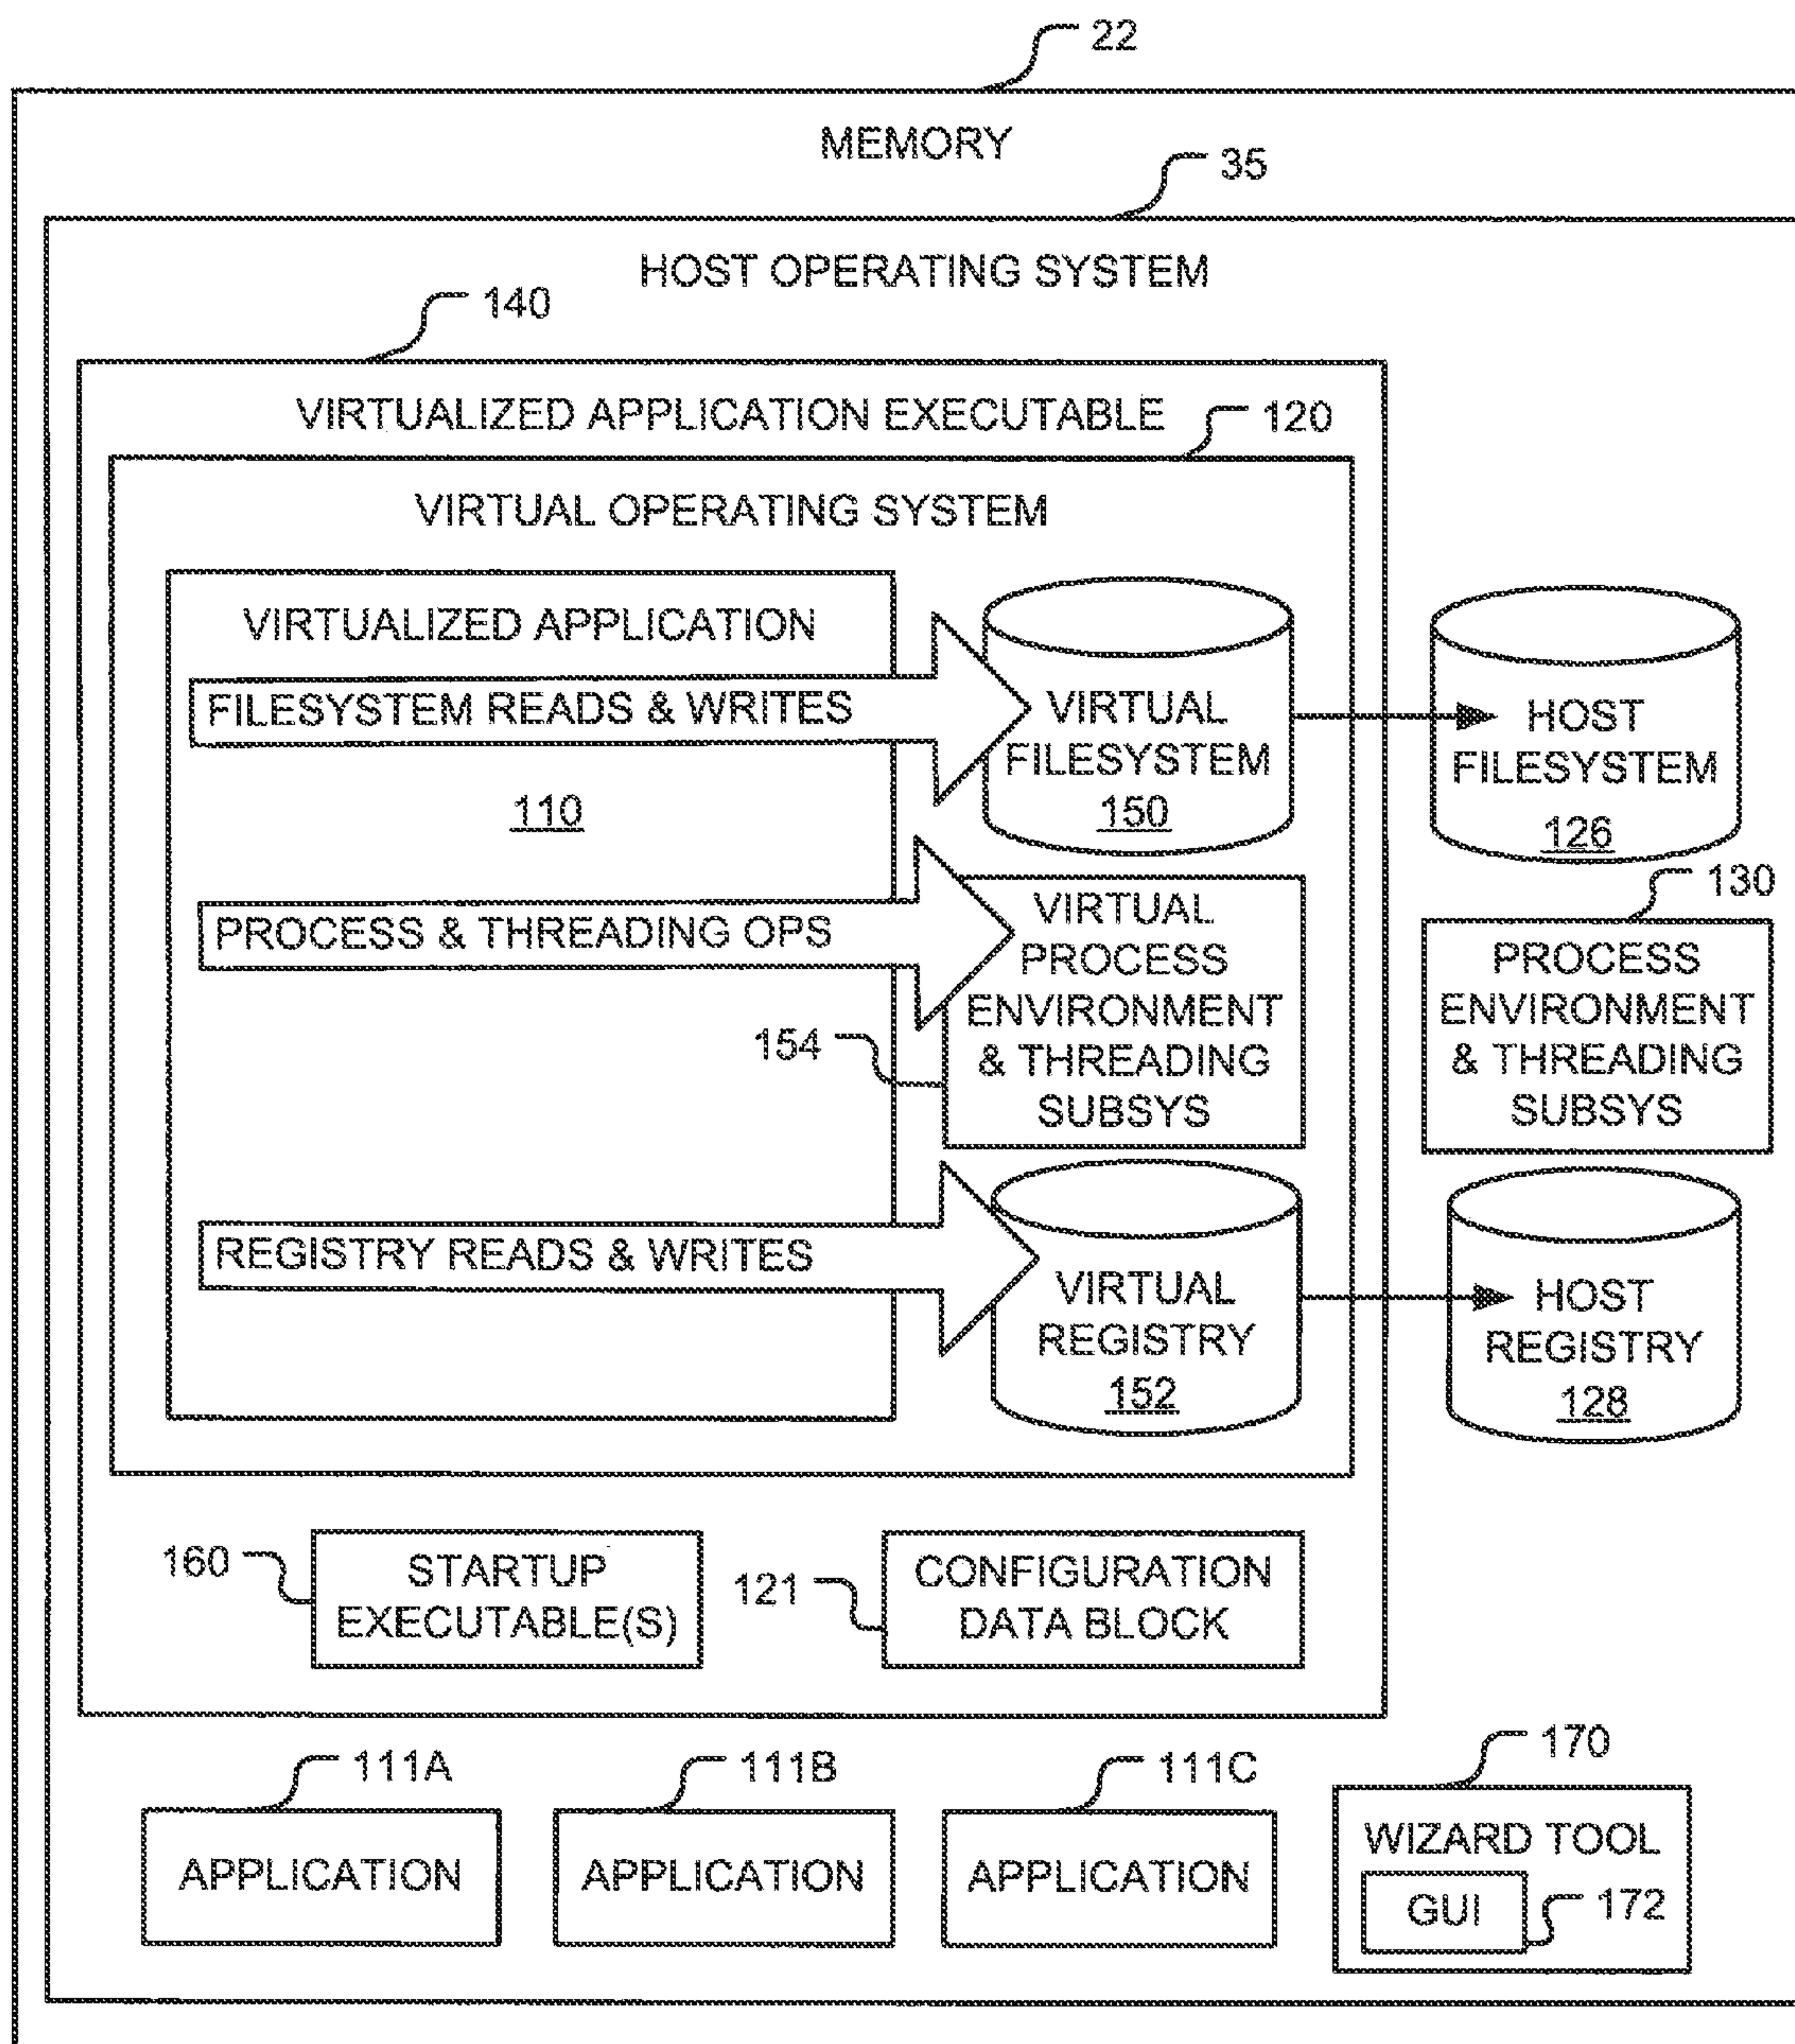 22
MEMORY
35
HOST OPERATING SYSTEM
140
VIRTUALIZED APPLICATION EXECUTABLE
120
VIRTUAL OPERATING SYSTEM
VIRTUALIZED APPLICATION
FILESYSTEM READS & WRITES
110
VIRTUAL
FILESYSTEM
150
HOST
FILESYSTEM
126
PROCESS & THREADING OPS
154
VIRTUAL
PROCESS
ENVIRONMENT
& THREADING
SUBSYS
130
PROCESS
ENVIRONMENT
& THREADING
SUBSYS
REGISTRY READS & WRITES
VIRTUAL
REGISTRY
152
HOST
REGISTRY
128
160
STARTUP
EXECUTABLE(S)
121
CONFIGURATION
DATA BLOCK
111A
APPLICATION
111B
APPLICATION
111C
APPLICATION
170
WIZARD TOOL
GUI
172